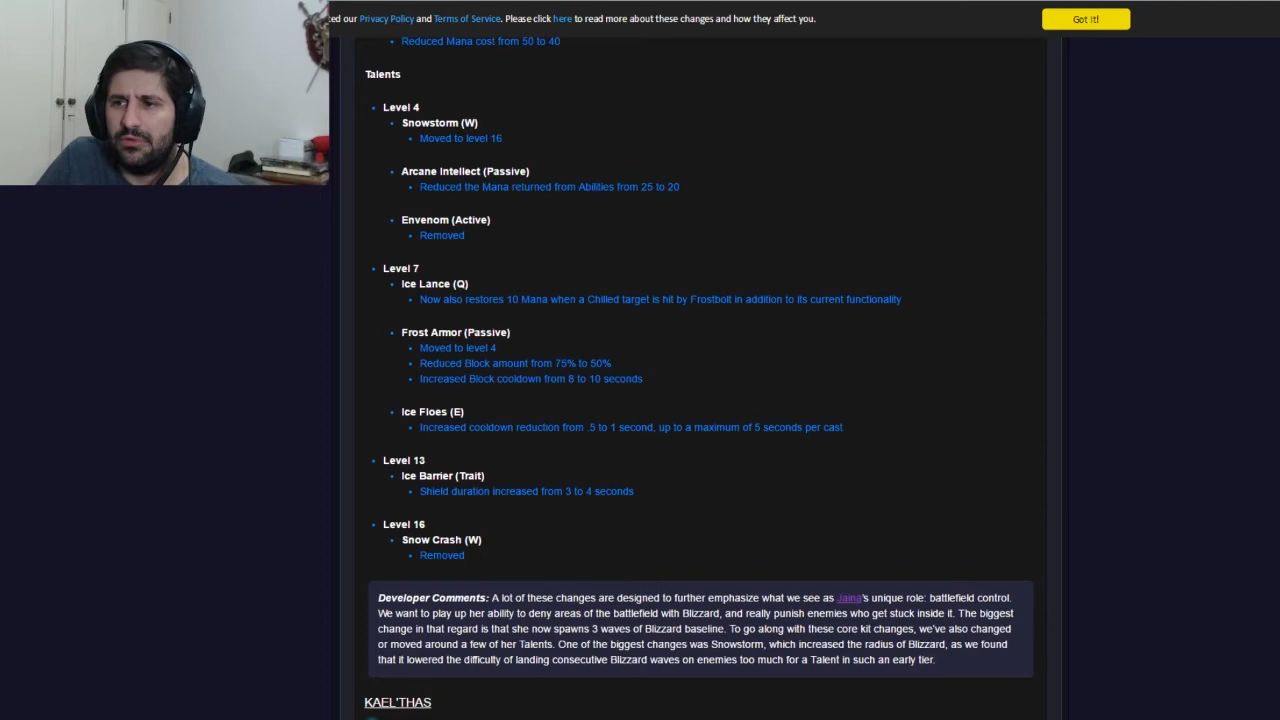 ted our Privacy Policy and Terms of Service. Please click here to read more about these changes and how they affect you.
Got It!
Reduced Mana cost from 50 to 40
Talents
Level 4
Snowstorm (W)
Moved to level 16
Arcane Intellect (Passive)
Reduced the Mana returned from Abilities from 25 to 20
Envenom (Active)
Removed
Level 7
Ice Lance (Q)
Now also restores 10 Mana when a Chilled target is hit by Frostbolt in addition to its current functionality
Frost Armor (Passive)
Moved to level 4
Reduced Block amount from 75% to 50%
Increased Block cooldown from 8 to 10 seconds
Ice Floes (E)
Increased cooldown reduction from .5 to 1 second, up to a maximum of 5 seconds per cast
Level 13
Ice Barrier (Trait)
Shield duration increased from 3 to 4 seconds
Level 16
Snow Crash (W)
Removed
Developer Comments: A lot of these changes are designed to further emphasize what we see as Jaina's unique role: battlefield control.
We want to play up her ability to deny areas of the battlefield with Blizzard, and really punish enemies who get stuck inside it. The biggest
change in that regard is that she now spawns 3 waves of Blizzard baseline. To go along with these core kit changes, we've also changed
or moved around a few of her Talents. One of the biggest changes was Snowstorm, which increased the radius of Blizzard, as we found
that it lowered the difficulty of landing consecutive Blizzard waves on enemies too much for a Talent in such an early tier.
KAEL'THAS